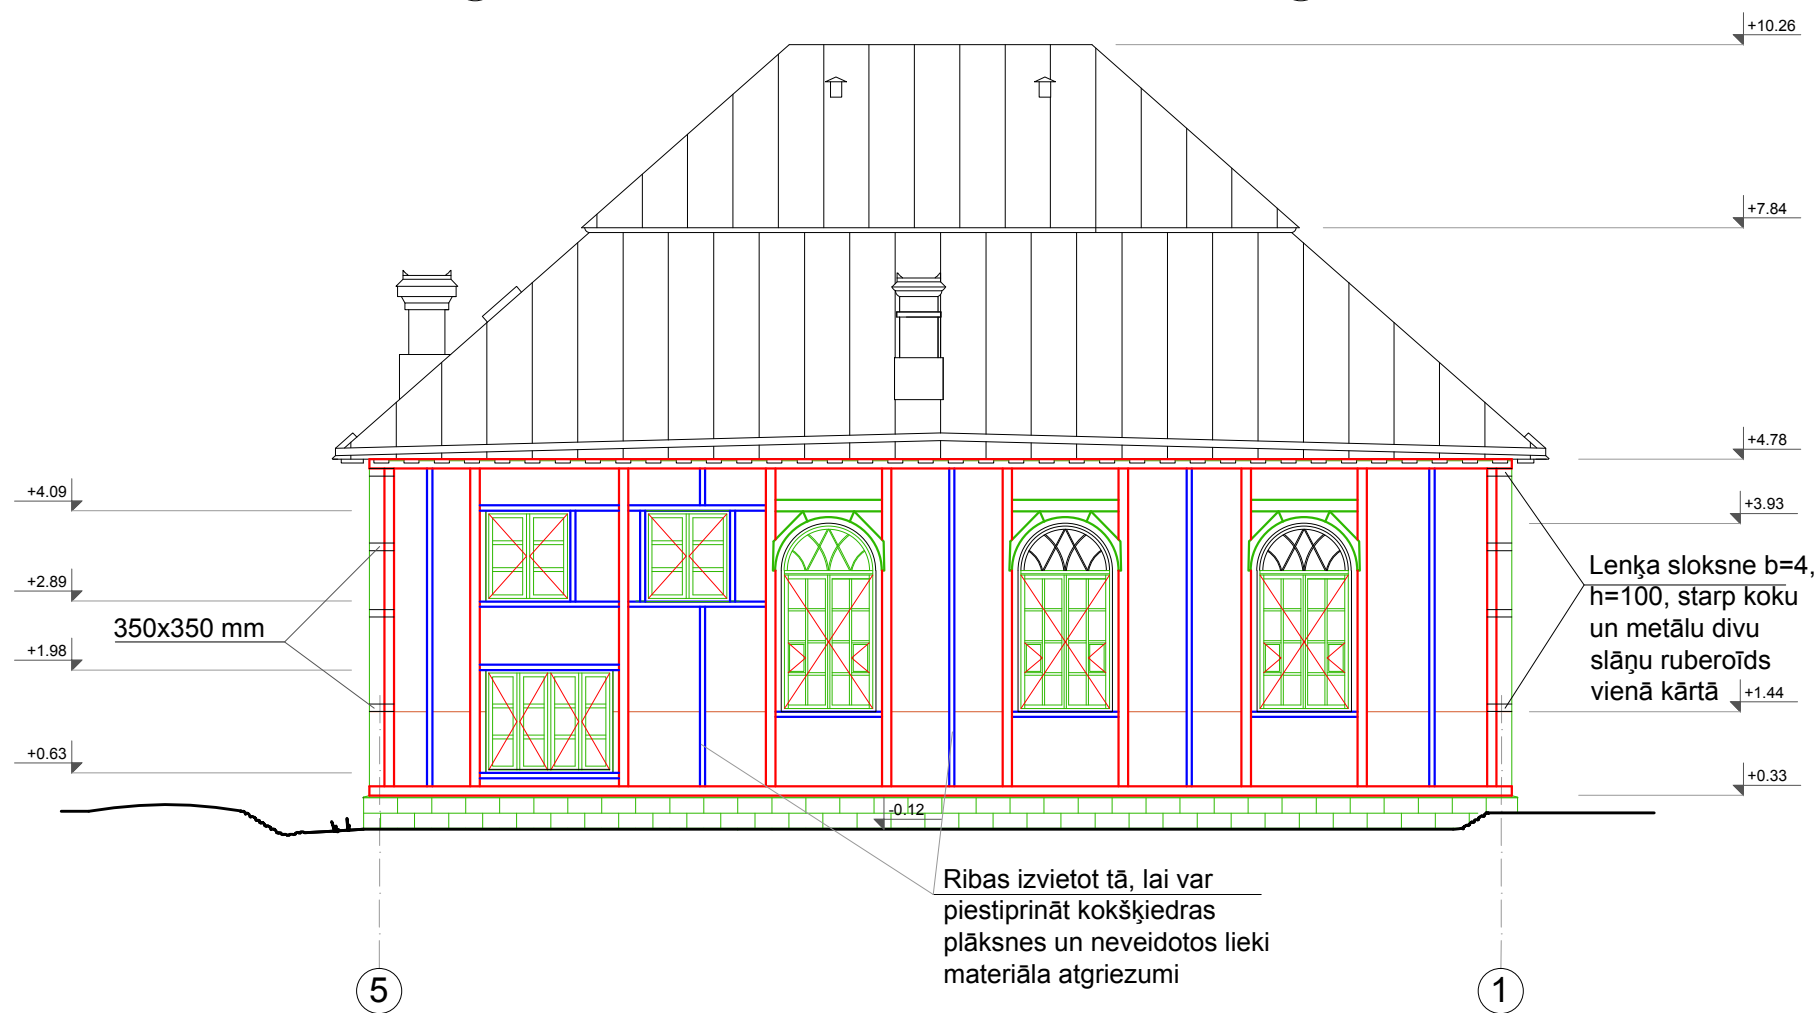 +10.26
+7.84
+4.78
+4.09
+3.93
+2.89
Lenķa sloksne b=4,
h=100, starp koku
un metālu divu
slāņu ruberoīds
vienā kārtā
350x350 mm
+1.98
+1.44
+0.63
+0.33
-0.12
Ribas izvietot tā, lai var
piestiprināt kokšķiedras
plāksnes un neveidotos lieki
materiāla atgriezumi
5
1